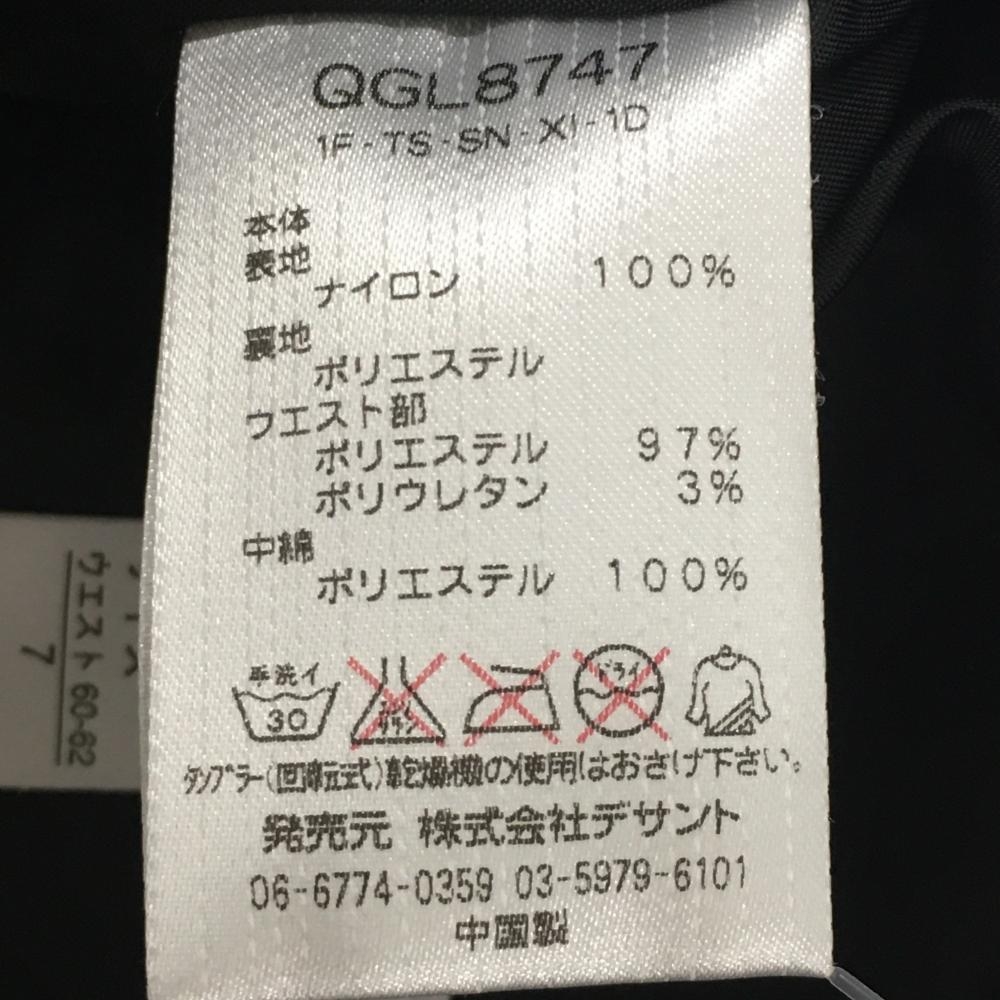 QGL8747
1F-TS-SN-XI-1D
本体
表地
ナイロン 100%
裏地
ポリエステル
ウエスト部
ポリエステル 97%
ポリウレタン 3%
中綿
ポリエステル 100%
手洗イ
30
ドライ
タンブラー(回転式)乾燥機の使用はおさけ下さい。
発売元 株式会社デサント
06-6774-0359 03-5979-6101
中国製
ウエスト 60-62
7